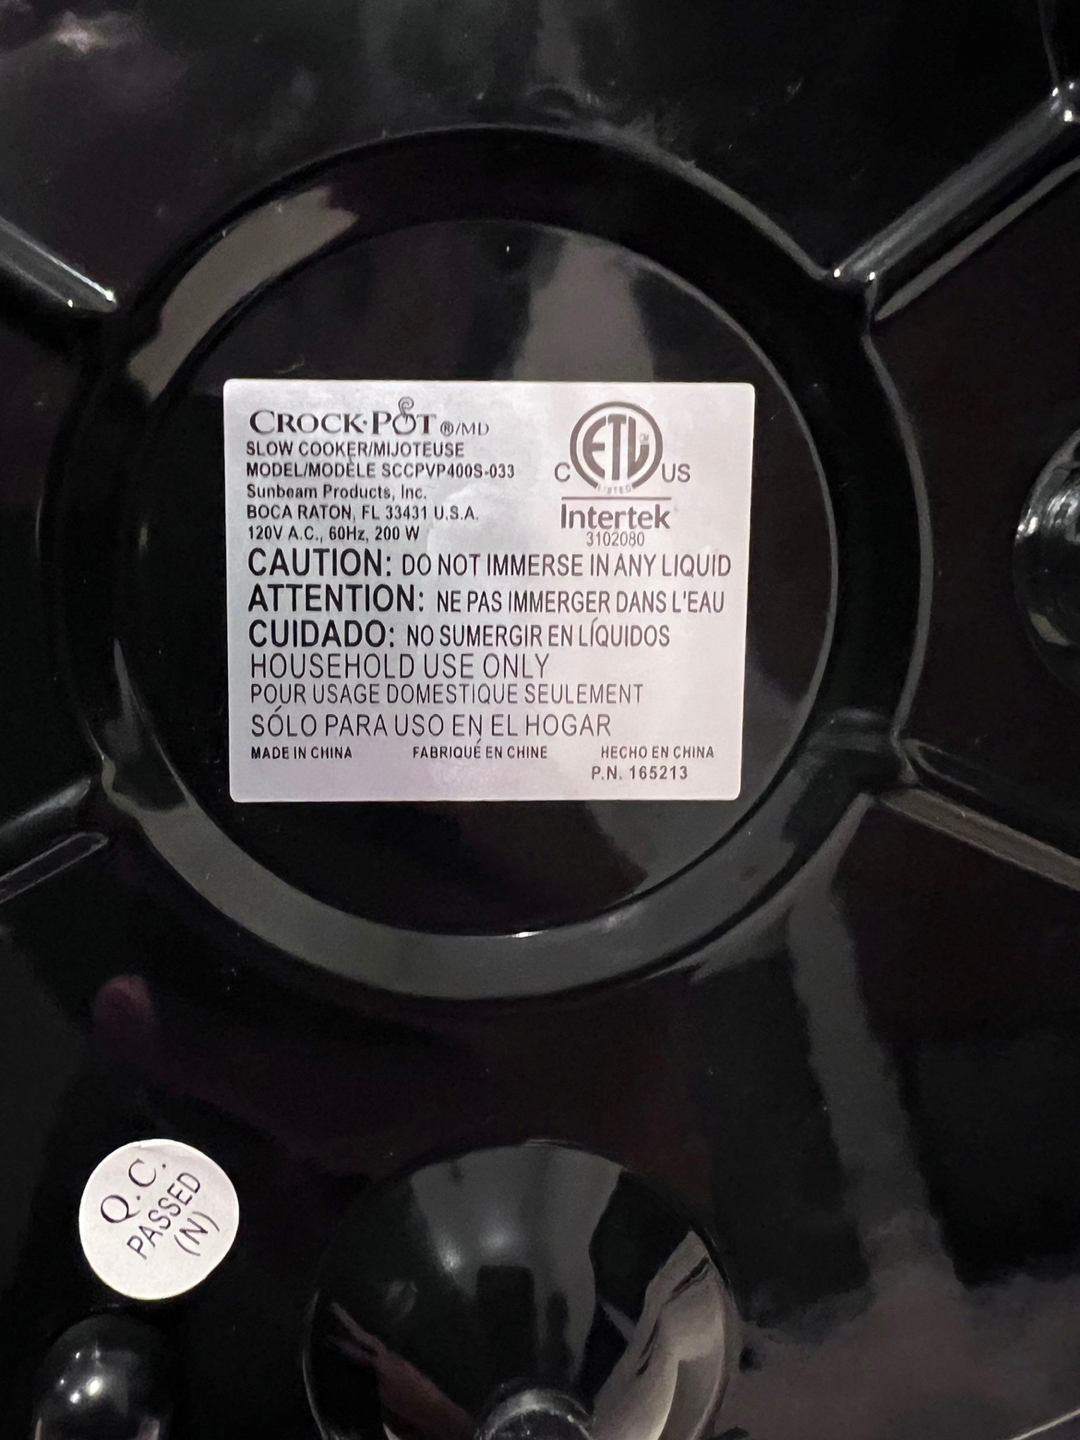 CROCK·POT®/MD
SLOW COOKER/MIJOTEUSE
MODEL/MODÈLE SCCPVP400S-033
Sunbeam Products, Inc.
BOCA RATON, FL 33431 U.S.A.
120V A.C., 60Hz, 200 W
C ETL US
LISTED
Intertek
3102080
CAUTION: DO NOT IMMERSE IN ANY LIQUID
ATTENTION: NE PAS IMMERGER DANS L'EAU
CUIDADO: NO SUMERGIR EN LÍQUIDOS
HOUSEHOLD USE ONLY
POUR USAGE DOMESTIQUE SEULEMENT
SÓLO PARA USO EN EL HOGAR
MADE IN CHINA FABRIQUÉ EN CHINE HECHO EN CHINA
P.N. 165213
Q.C.
PASSED
(N)